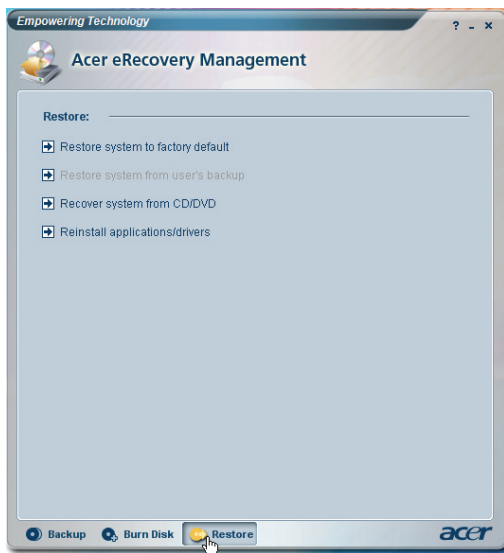 Empowering Technology
? - x
Acer eRecovery Management
Restore:
Restore system to factory default
Restore system from user's backup
Recover system from CD/DVD
Reinstall applications/drivers
Backup Burn Disk Restore
acer